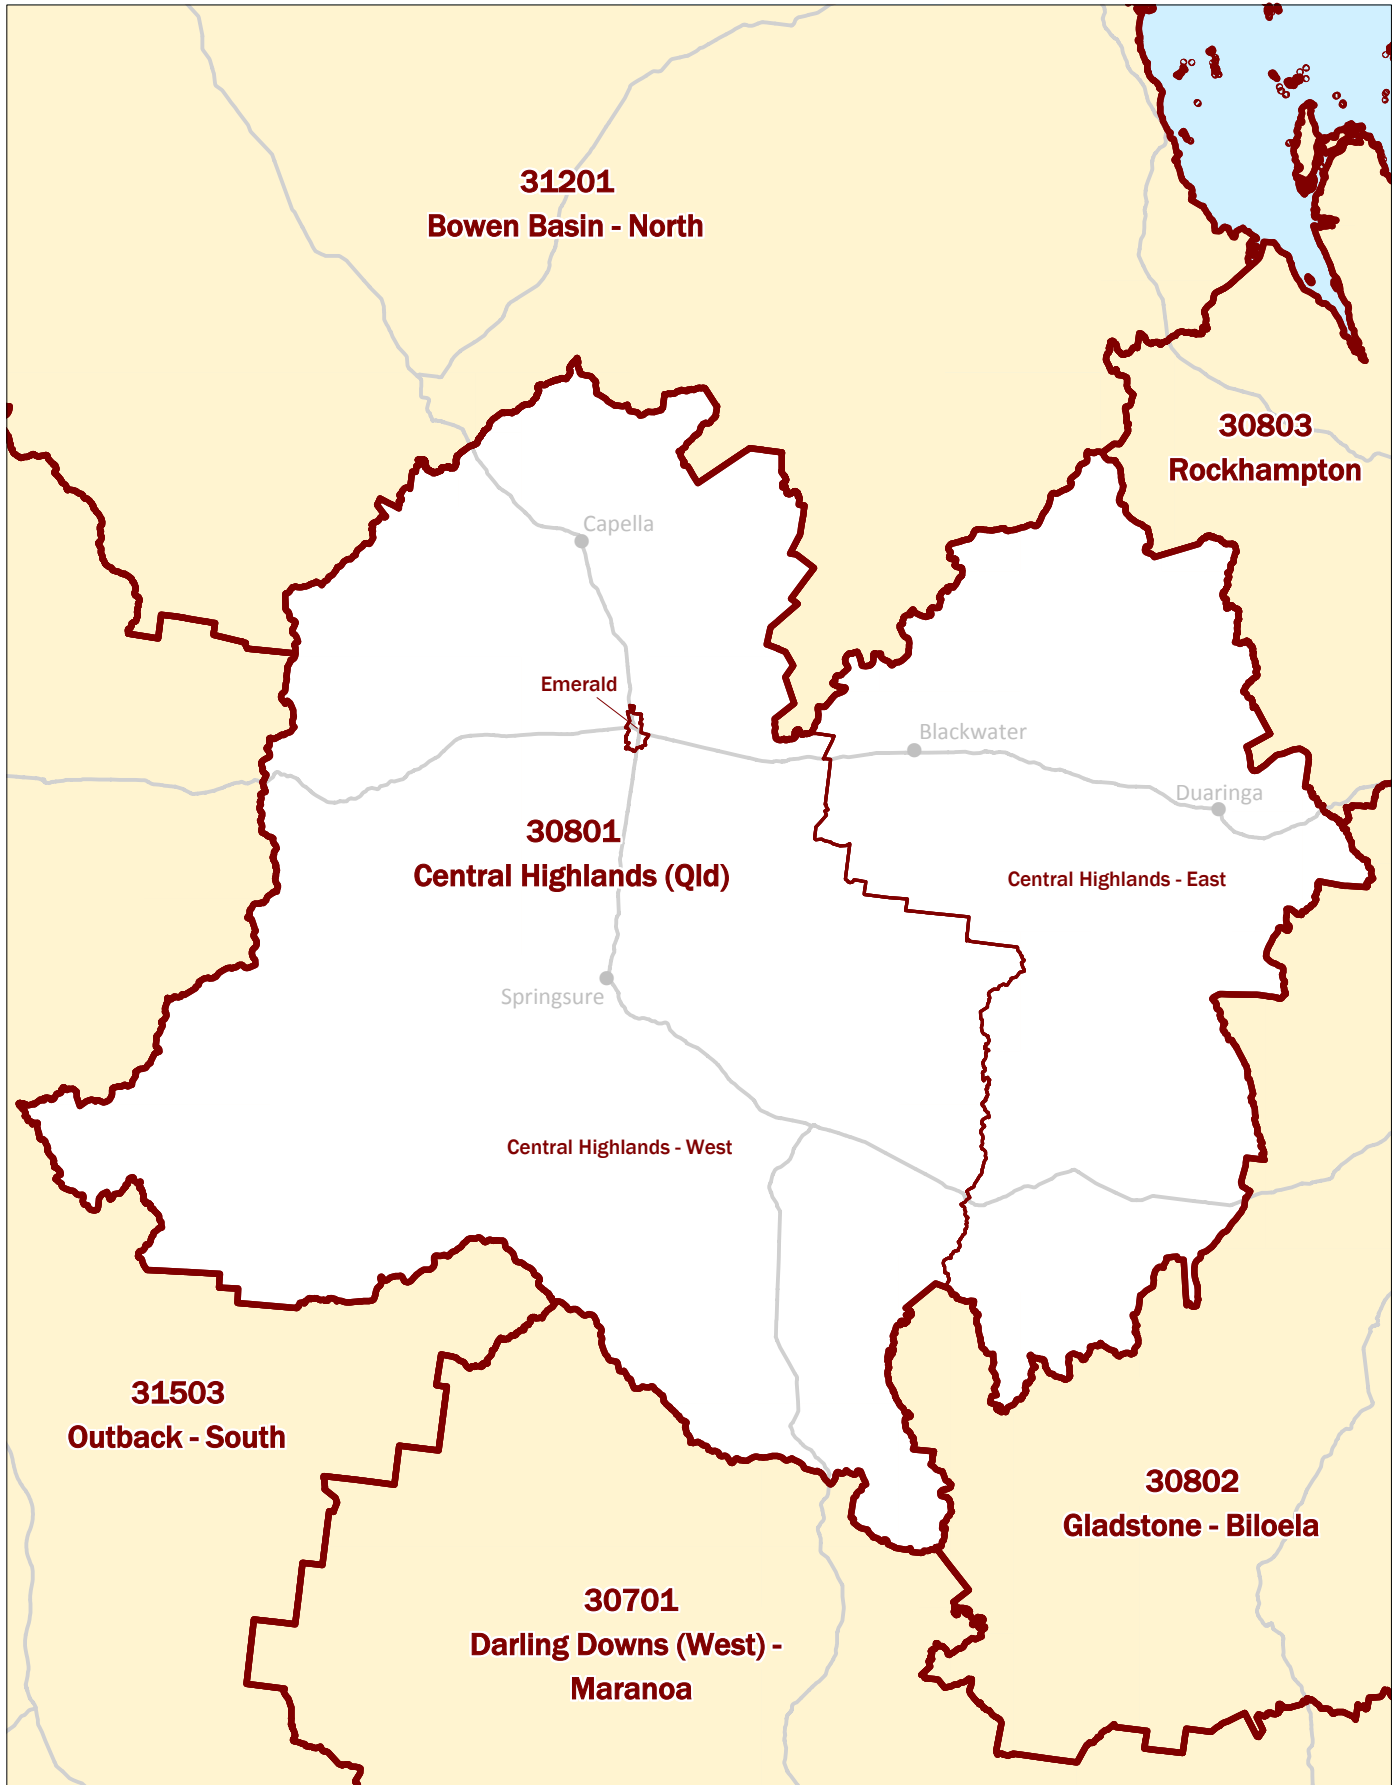 31201
Bowen Basin - North
30803
Rockhampton
Capella
Emerald
Blackwater
Duaringa
30801
Central Highlands (Qld)
Central Highlands - East
Springsure
Central Highlands - West
31503
Outback - South
30802
Gladstone - Biloela
30701
Darling Downs (West) -
Maranoa